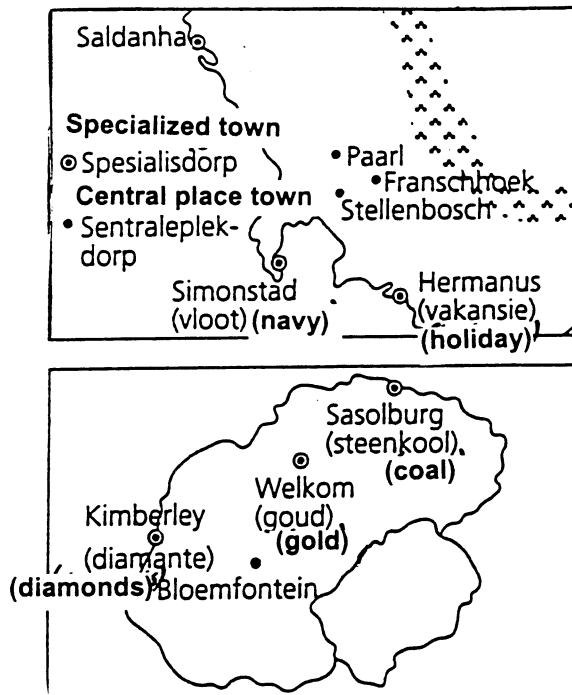 Saldanha
Specialized town
Spesialisdorp
Central place town
Sentraleplek-
dorp
Paarl
Franschhoek
Stellenbosch
Simonstad
(vloot) (navy)
Hermanus
(vakansie)
(holiday)
Sasolburg
(steenkool)
(coal)
Welkom
(goud)
(gold)
Kimberley
(diamante)
(diamonds)
Bloemfontein